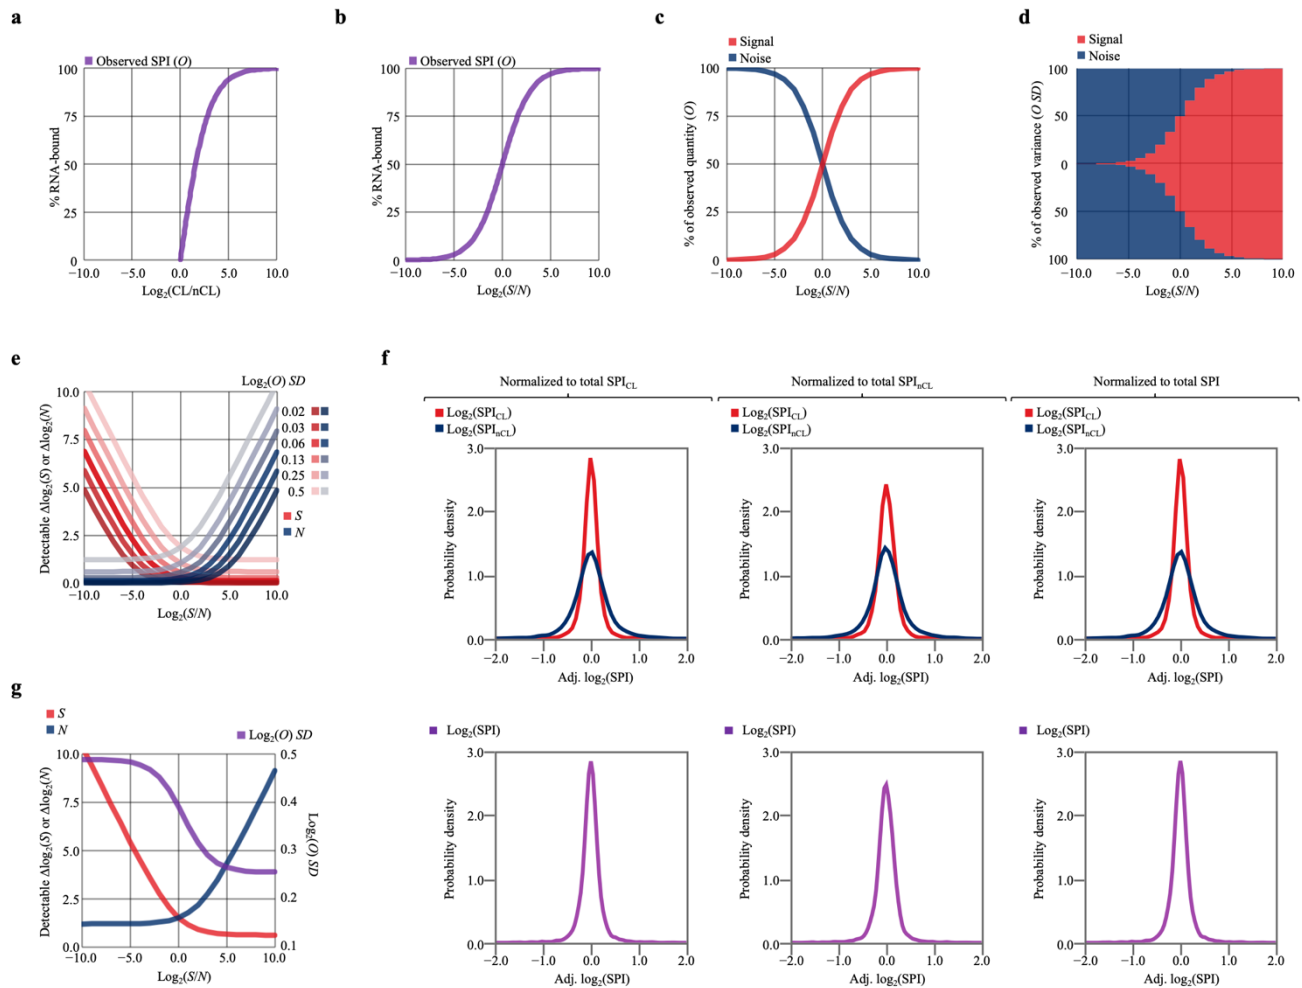 a
Observed SPI (O)
% RNA-bound
100
75
50
25
0
−10.0 −5.0 0.0 5.0 10.0
Log2(CL/nCL)
b
Observed SPI (O)
% RNA-bound
100
75
50
25
0
−10.0 −5.0 0.0 5.0 10.0
Log2(S/N)
c
Signal
Noise
% of observed quantity (O)
100
75
50
25
0
−10.0 −5.0 0.0 5.0 10.0
Log2(S/N)
d
Signal
Noise
% of observed variance (O SD)
100
50
0
50
100
−10.0 −5.0 0.0 5.0 10.0
Log2(S/N)
e
Log2(O) SD
Detectable Δlog2(S) or Δlog2(N)
10.0
7.5
5.0
2.5
0.0
0.02
0.03
0.06
0.13
0.25
0.5
S
N
−10.0 −5.0 0.0 5.0 10.0
Log2(S/N)
f
Normalized to total SPICL
Log2(SPICL)
Log2(SPInCL)
Probability density
3.0
2.0
1.0
0.0
−2.0 −1.0 0.0 1.0 2.0
Adj. log2(SPI)
Normalized to total SPInCL
Log2(SPICL)
Log2(SPInCL)
Probability density
3.0
2.0
1.0
0.0
−2.0 −1.0 0.0 1.0 2.0
Adj. log2(SPI)
Normalized to total SPI
Log2(SPICL)
Log2(SPInCL)
Probability density
3.0
2.0
1.0
0.0
−2.0 −1.0 0.0 1.0 2.0
Adj. log2(SPI)
Log2(SPI)
Probability density
3.0
2.0
1.0
0.0
−2.0 −1.0 0.0 1.0 2.0
Adj. log2(SPI)
Log2(SPI)
Probability density
3.0
2.0
1.0
0.0
−2.0 −1.0 0.0 1.0 2.0
Adj. log2(SPI)
Log2(SPI)
Probability density
3.0
2.0
1.0
0.0
−2.0 −1.0 0.0 1.0 2.0
Adj. log2(SPI)
g
S
N
Log2(O) SD
Detectable Δlog2(S) or Δlog2(N)
10.0
7.5
5.0
2.5
0.0
0.5
0.4
0.3
0.2
0.1
Log2(O) SD
−10.0 −5.0 0.0 5.0 10.0
Log2(S/N)